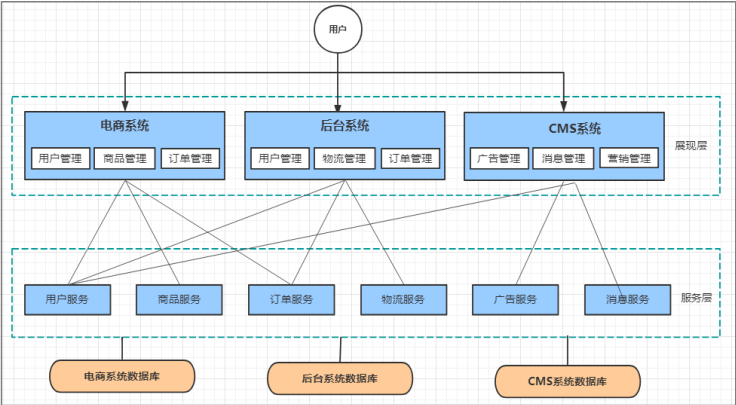 用户
电商系统
用户管理
商品管理
订单管理
后台系统
用户管理
物流管理
订单管理
CMS系统
广告管理
消息管理
营销管理
展现层
用户服务
商品服务
订单服务
物流服务
广告服务
消息服务
服务层
电商系统数据库
后台系统数据库
CMS系统数据库